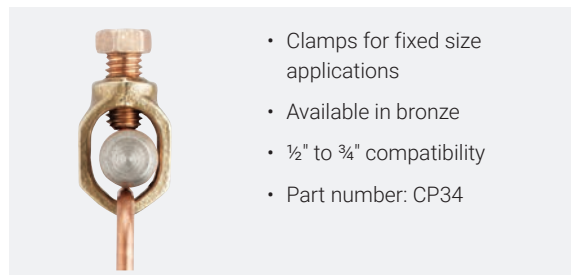 • Clamps for fixed size
applications
• Available in bronze
• ½" to ¾" compatibility
• Part number: CP34